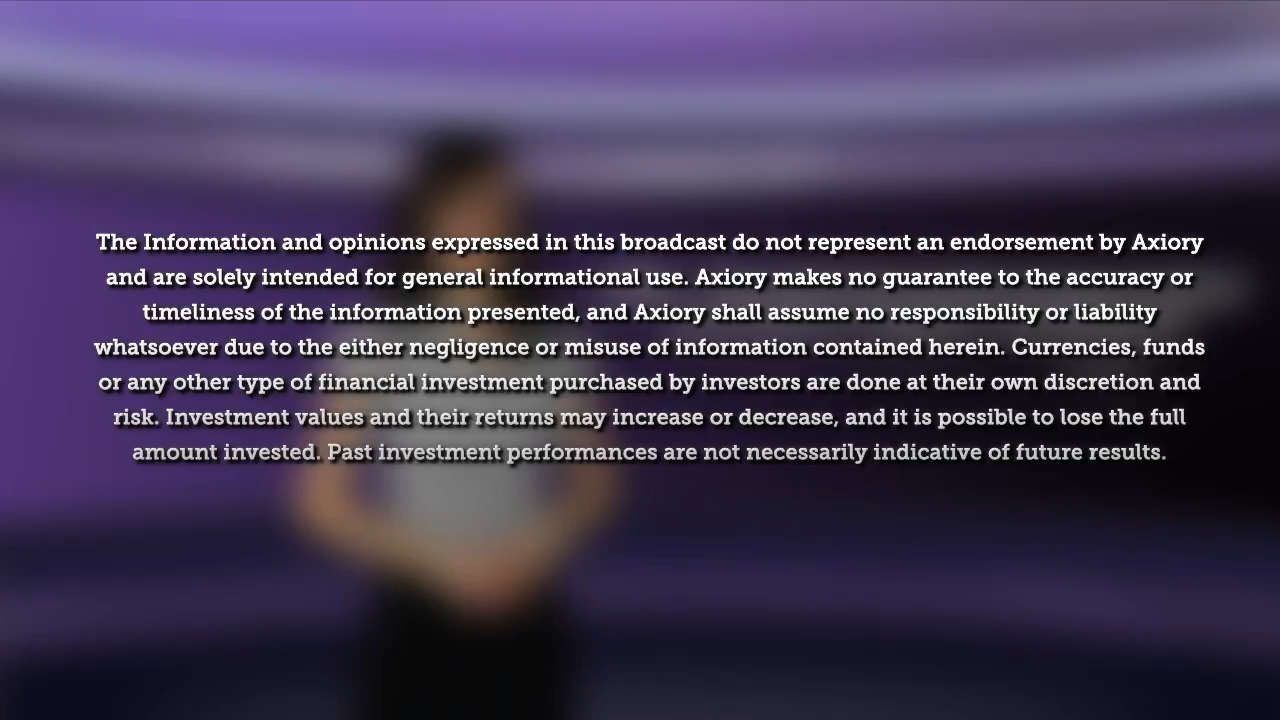 The Information and opinions expressed in this broadcast do not represent an endorsement by Axiory
and are solely intended for general informational use. Axiory makes no guarantee to the accuracy or
timeliness of the information presented, and Axiory shall assume no responsibility or liability
whatsoever due to the either negligence or misuse of information contained herein. Currencies, funds
or any other type of financial investment purchased by investors are done at their own discretion and
risk. Investment values and their returns may increase or decrease, and it is possible to lose the full
amount invested. Past investment performances are not necessarily indicative of future results.